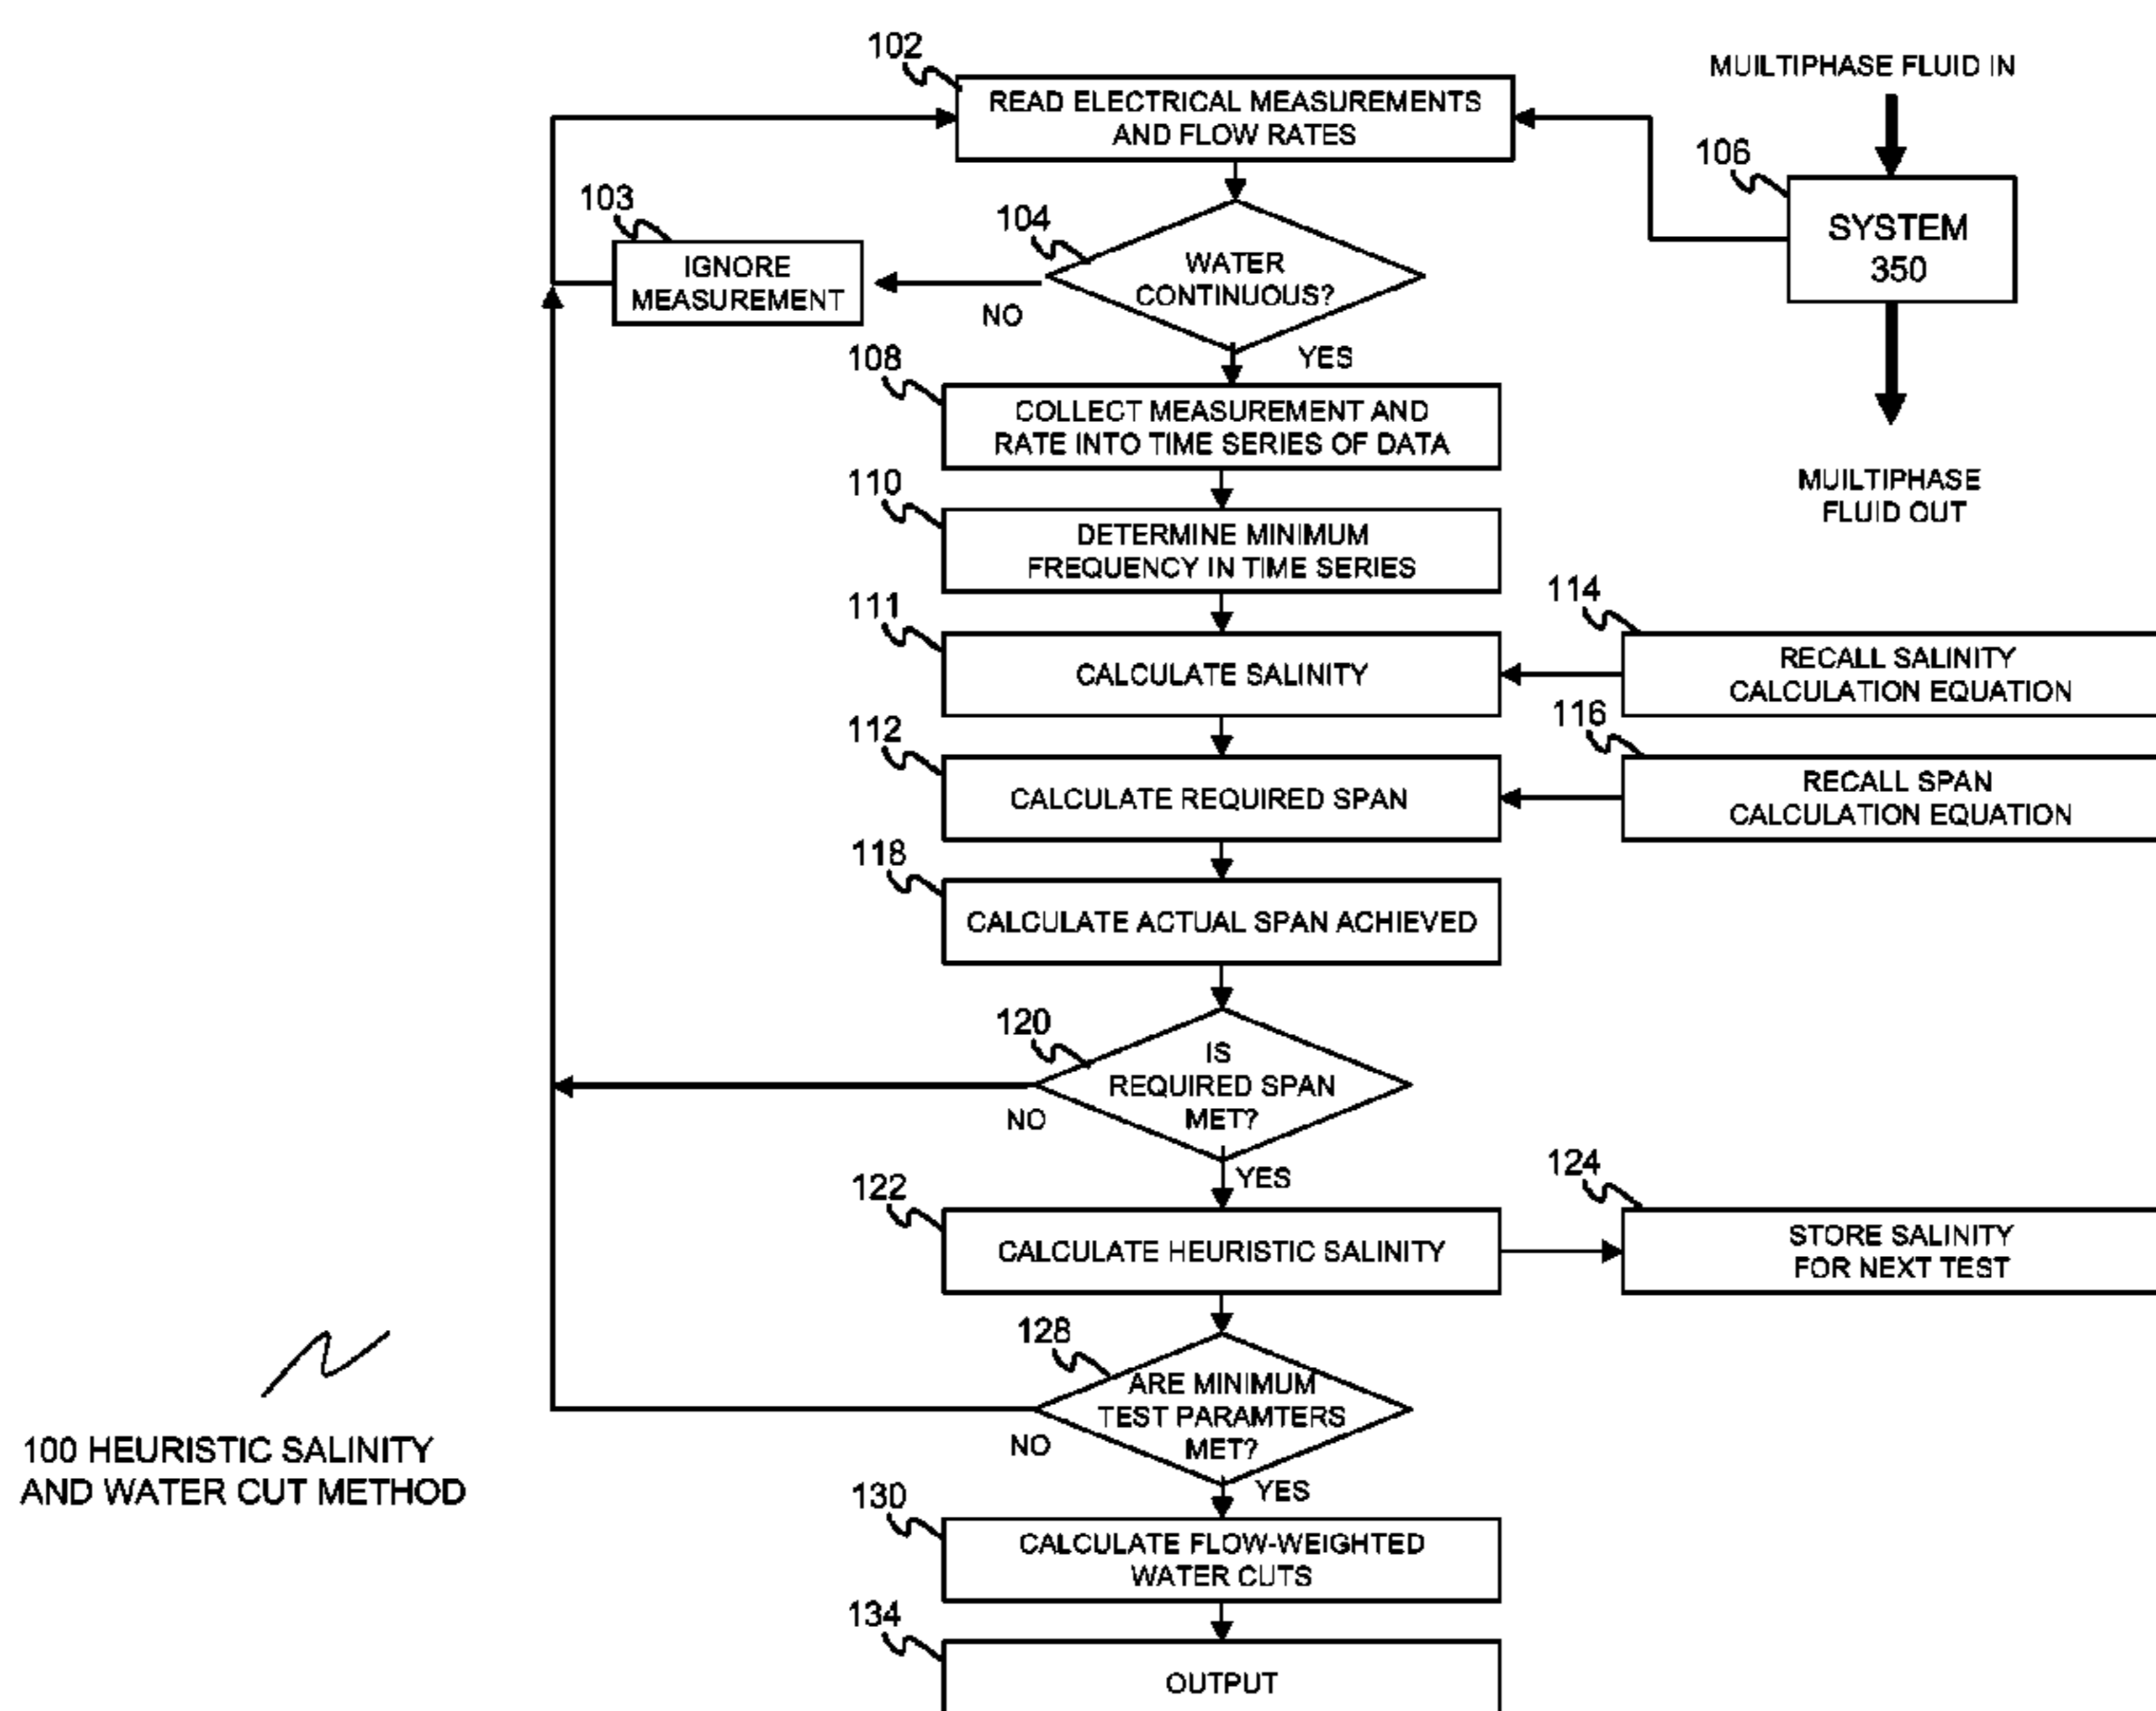 102
READ ELECTRICAL MEASUREMENTS
AND FLOW RATES
MUILTIPHASE FLUID IN
106
SYSTEM
350
MUILTIPHASE
FLUID OUT
103
IGNORE
MEASUREMENT
104
WATER
CONTINUOUS?
NO
YES
108
COLLECT MEASUREMENT AND
RATE INTO TIME SERIES OF DATA
110
DETERMINE MINIMUM
FREQUENCY IN TIME SERIES
111
CALCULATE SALINITY
114
RECALL SALINITY
CALCULATION EQUATION
112
CALCULATE REQUIRED SPAN
116
RECALL SPAN
CALCULATION EQUATION
118
CALCULATE ACTUAL SPAN ACHIEVED
120
IS
REQUIRED SPAN
MET?
NO
YES
122
CALCULATE HEURISTIC SALINITY
124
STORE SALINITY
FOR NEXT TEST
128
ARE MINIMUM
TEST PARAMTERS
MET?
NO
YES
100 HEURISTIC SALINITY
AND WATER CUT METHOD
130
CALCULATE FLOW-WEIGHTED
WATER CUTS
134
OUTPUT